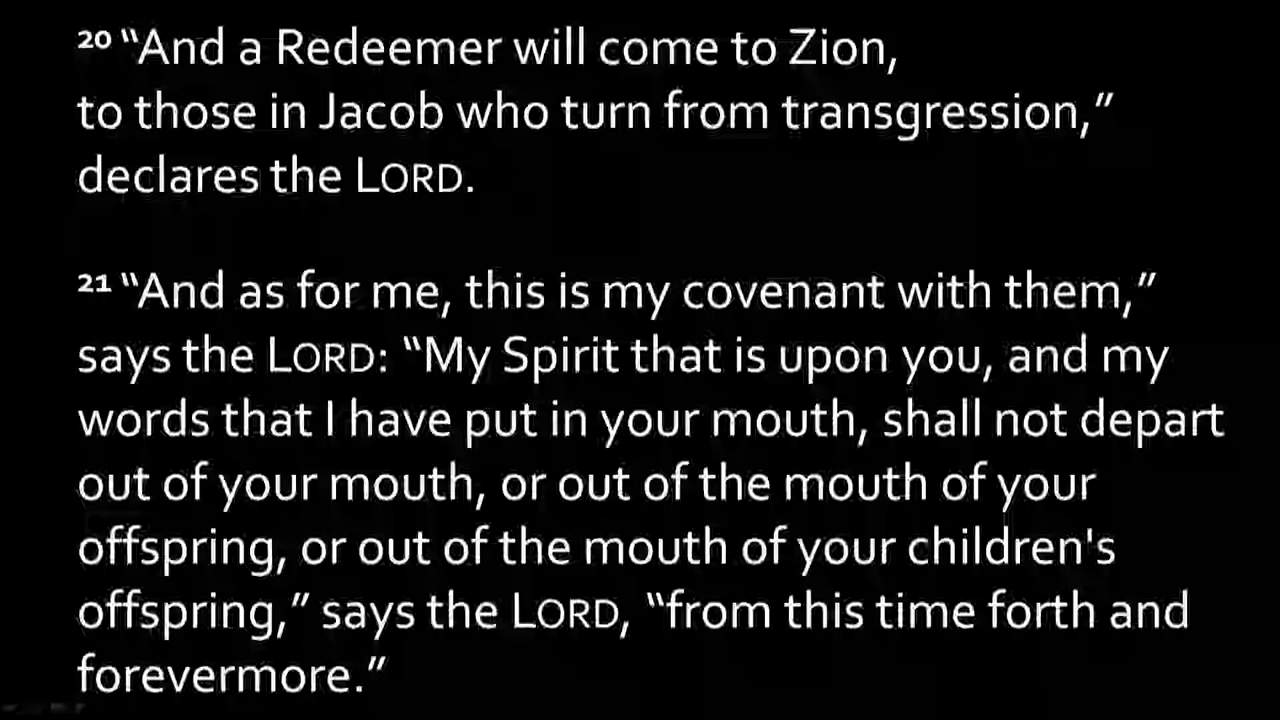 20 “And a Redeemer will come to Zion,
to those in Jacob who turn from transgression,”
declares the LORD.
21 “And as for me, this is my covenant with them,”
says the LORD: “My Spirit that is upon you, and my
words that I have put in your mouth, shall not depart
out of your mouth, or out of the mouth of your
offspring, or out of the mouth of your children's
offspring,” says the LORD, “from this time forth and
forevermore.”